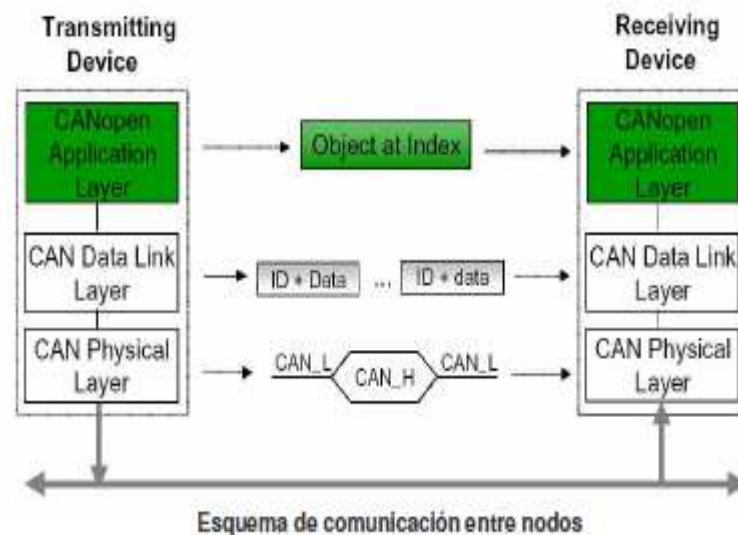 Transmitting
Device
Receiving
Device
CANopen
Application
Layer
Object at Index
CANopen
Application
Layer
CAN Data Link
Layer
ID + Data
...
ID + data
CAN Data Link
Layer
CAN Physical
Layer
CAN_L
CAN_H
CAN_L
CAN Physical
Layer
Esquema de comunicación entre nodos